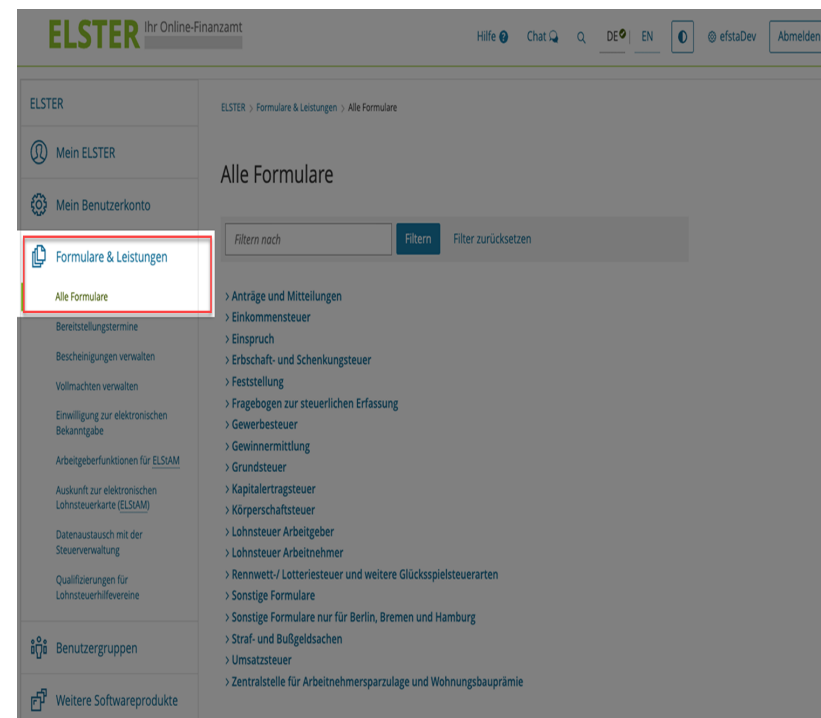 ELSTER Ihr Online-Finanzamt
Hilfe Chat DE EN efstaDev Abmelden
ELSTER
Mein ELSTER
Mein Benutzerkonto
Formulare & Leistungen
Alle Formulare
Bereitstellungstermine
Bescheinigungen verwalten
Vollmachten verwalten
Einwilligung zur elektronischen
Bekanntgabe
Arbeitgeberfunktionen für ELStAM
Auskunft zur elektronischen
Lohnsteuerkarte (ELStAM)
Datenaustausch mit der
Steuerverwaltung
Qualifizierungen für
Lohnsteuerhilfevereine
Benutzergruppen
Weitere Softwareprodukte
ELSTER > Formulare & Leistungen > Alle Formulare
Alle Formulare
Filtern nach Filtern Filter zurücksetzen
> Anträge und Mitteilungen
> Einkommensteuer
> Einspruch
> Erbschaft- und Schenkungsteuer
> Feststellung
> Fragebogen zur steuerlichen Erfassung
> Gewerbesteuer
> Gewinnermittlung
> Grundsteuer
> Kapitalertragsteuer
> Körperschaftsteuer
> Lohnsteuer Arbeitgeber
> Lohnsteuer Arbeitnehmer
> Rennwett-/ Lotteriesteuer und weitere Glücksspielsteuerarten
> Sonstige Formulare
> Sonstige Formulare nur für Berlin, Bremen und Hamburg
> Straf- und Bußgeldsachen
> Umsatzsteuer
> Zentralstelle für Arbeitnehmersparzulage und Wohnungsbauprämie